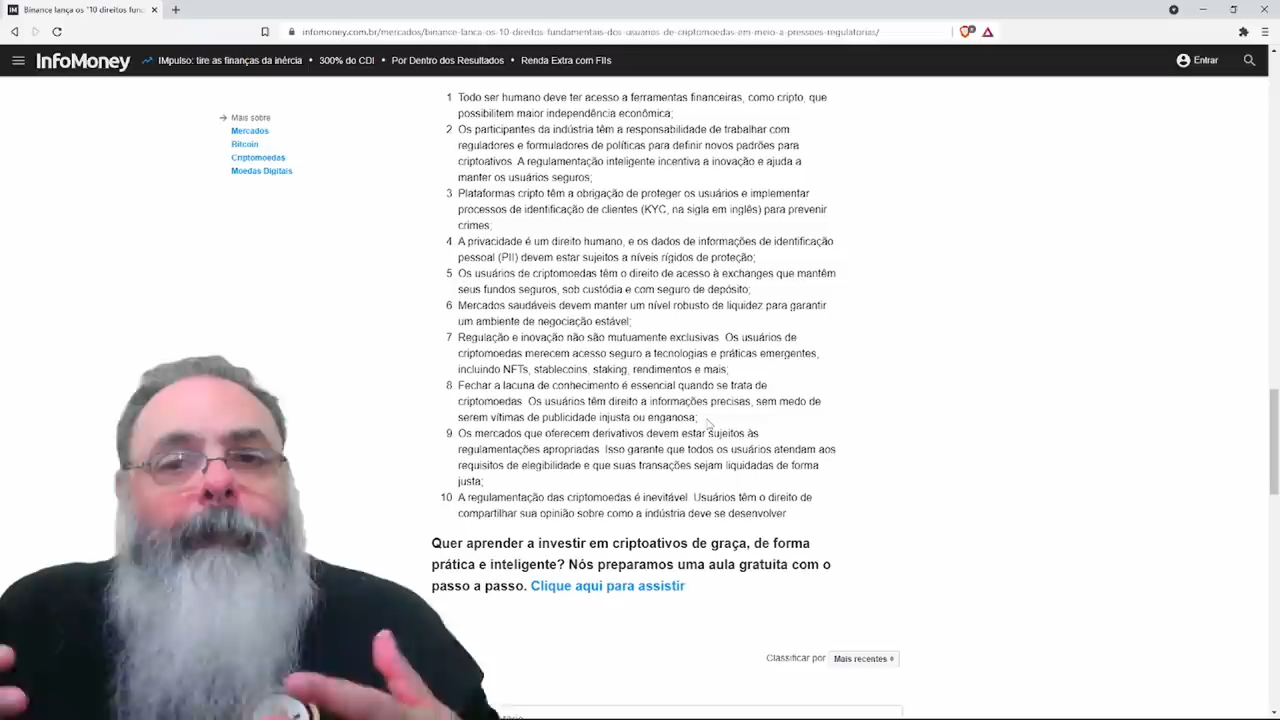 Binance lança os "10 direitos fund
infomoney.com.br/mercados/binance-lanca-os-10-direitos-fundamentais-dos-usuarios-de-criptomoedas-em-meio-a-pressoes-regulatorias/
InfoMoney
IMpulso: tire as finanças da inércia • 300% do CDI • Por Dentro dos Resultados • Renda Extra com FIIs
Entrar
Mais sobre
Mercados
Bitcoin
Criptomoedas
Moedas Digitais
1 Todo ser humano deve ter acesso a ferramentas financeiras, como cripto, que
possibilitem maior independência econômica;
2 Os participantes da indústria têm a responsabilidade de trabalhar com
reguladores e formuladores de políticas para definir novos padrões para
criptoativos. A regulamentação inteligente incentiva a inovação e ajuda a
manter os usuários seguros;
3 Plataformas cripto têm a obrigação de proteger os usuários e implementar
processos de identificação de clientes (KYC, na sigla em inglês) para prevenir
crimes;
4 A privacidade é um direito humano, e os dados de informações de identificação
pessoal (PII) devem estar sujeitos a níveis rígidos de proteção;
5 Os usuários de criptomoedas têm o direito de acesso à exchanges que mantêm
seus fundos seguros, sob custódia e com seguro de depósito;
6 Mercados saudáveis devem manter um nível robusto de liquidez para garantir
um ambiente de negociação estável;
7 Regulação e inovação não são mutuamente exclusivas. Os usuários de
criptomoedas merecem acesso seguro a tecnologias e práticas emergentes,
incluindo NFTs, stablecoins, staking, rendimentos e mais;
8 Fechar a lacuna de conhecimento é essencial quando se trata de
criptomoedas. Os usuários têm direito a informações precisas, sem medo de
serem vítimas de publicidade injusta ou enganosa;
9 Os mercados que oferecem derivativos devem estar sujeitos às
regulamentações apropriadas. Isso garante que todos os usuários atendam aos
requisitos de elegibilidade e que suas transações sejam liquidadas de forma
justa;
10 A regulamentação das criptomoedas é inevitável. Usuários têm o direito de
compartilhar sua opinião sobre como a indústria deve se desenvolver
Quer aprender a investir em criptoativos de graça, de forma
prática e inteligente? Nós preparamos uma aula gratuita com o
passo a passo. Clique aqui para assistir
Classificar por Mais recentes